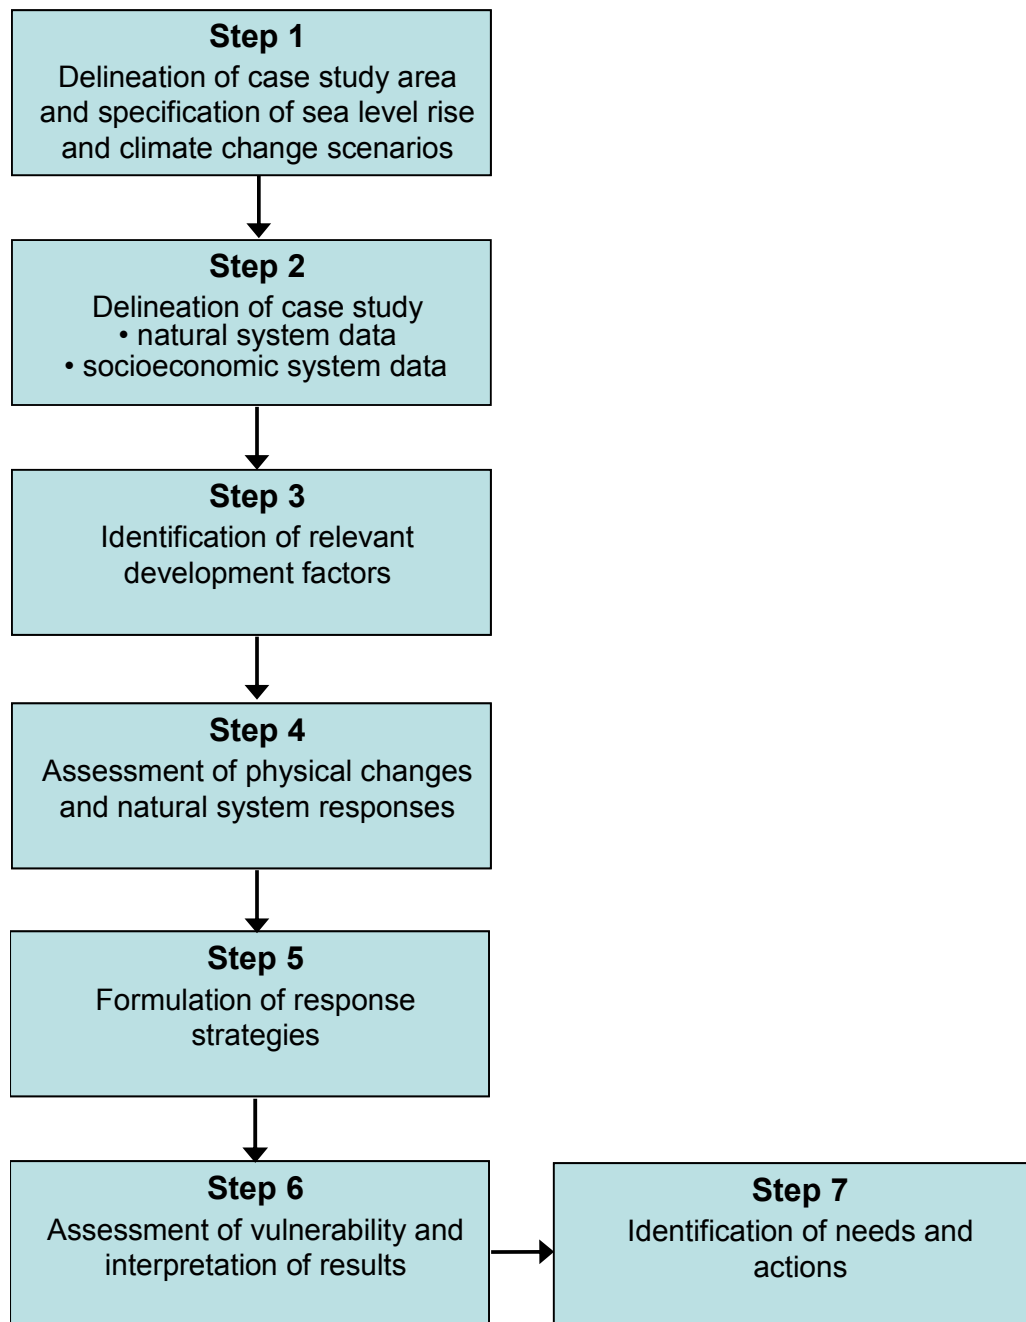 Step 1
Delineation of case study area
and specification of sea level rise
and climate change scenarios
Step 2
Delineation of case study
• natural system data
• socioeconomic system data
Step 3
Identification of relevant
development factors
Step 4
Assessment of physical changes
and natural system responses
Step 5
Formulation of response
strategies
Step 6
Assessment of vulnerability and
interpretation of results
Step 7
Identification of needs and
actions